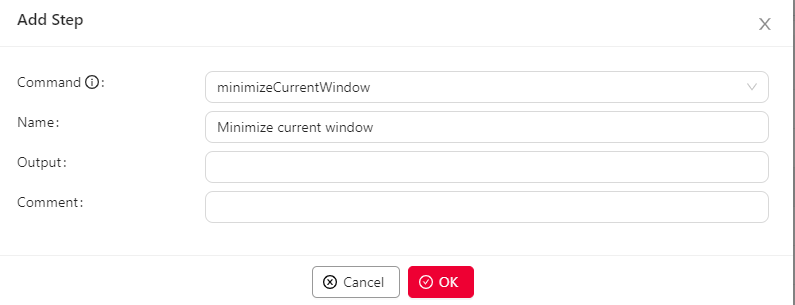 Add Step
Command :
minimizeCurrentWindow
Name:
Minimize current window
Output:
Comment:
Cancel
OK